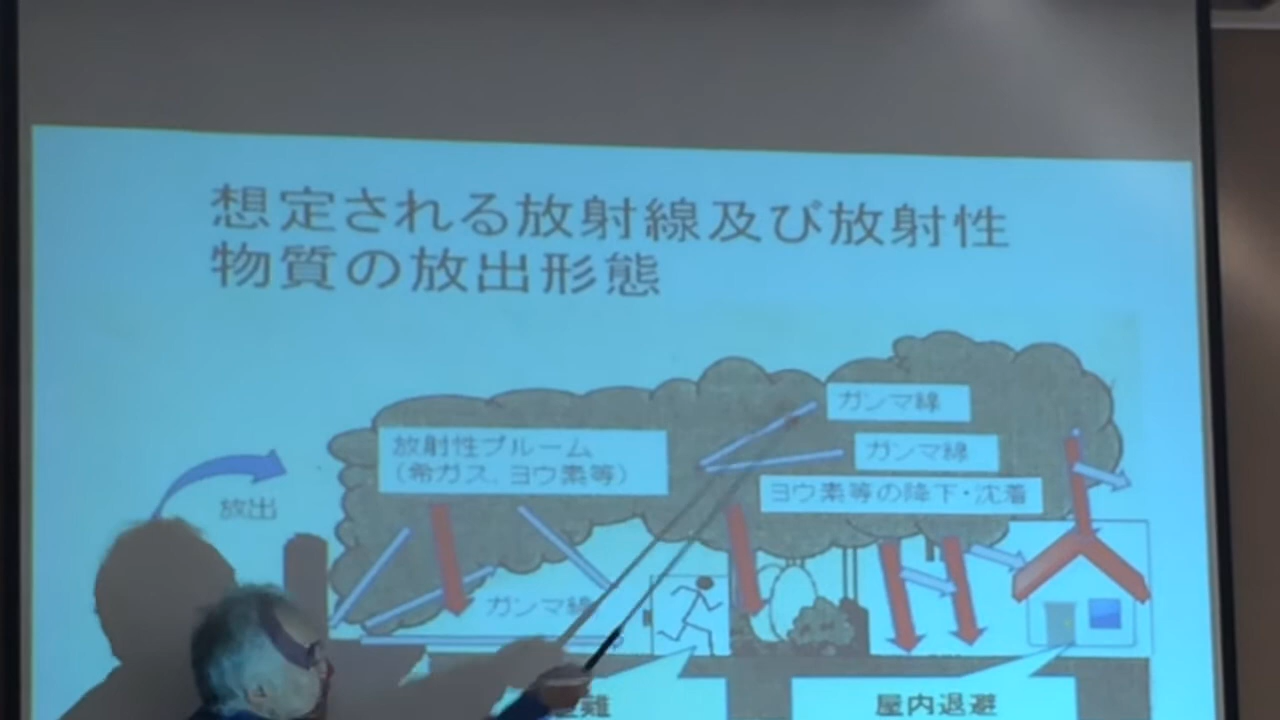 想定される放射線及び放射性
物質の放出形態
ガンマ線
放射性プルーム
(希ガス、ヨウ素等)
ガンマ線
ヨウ素等の降下・沈着
放出
ガンマ線
屋内退避